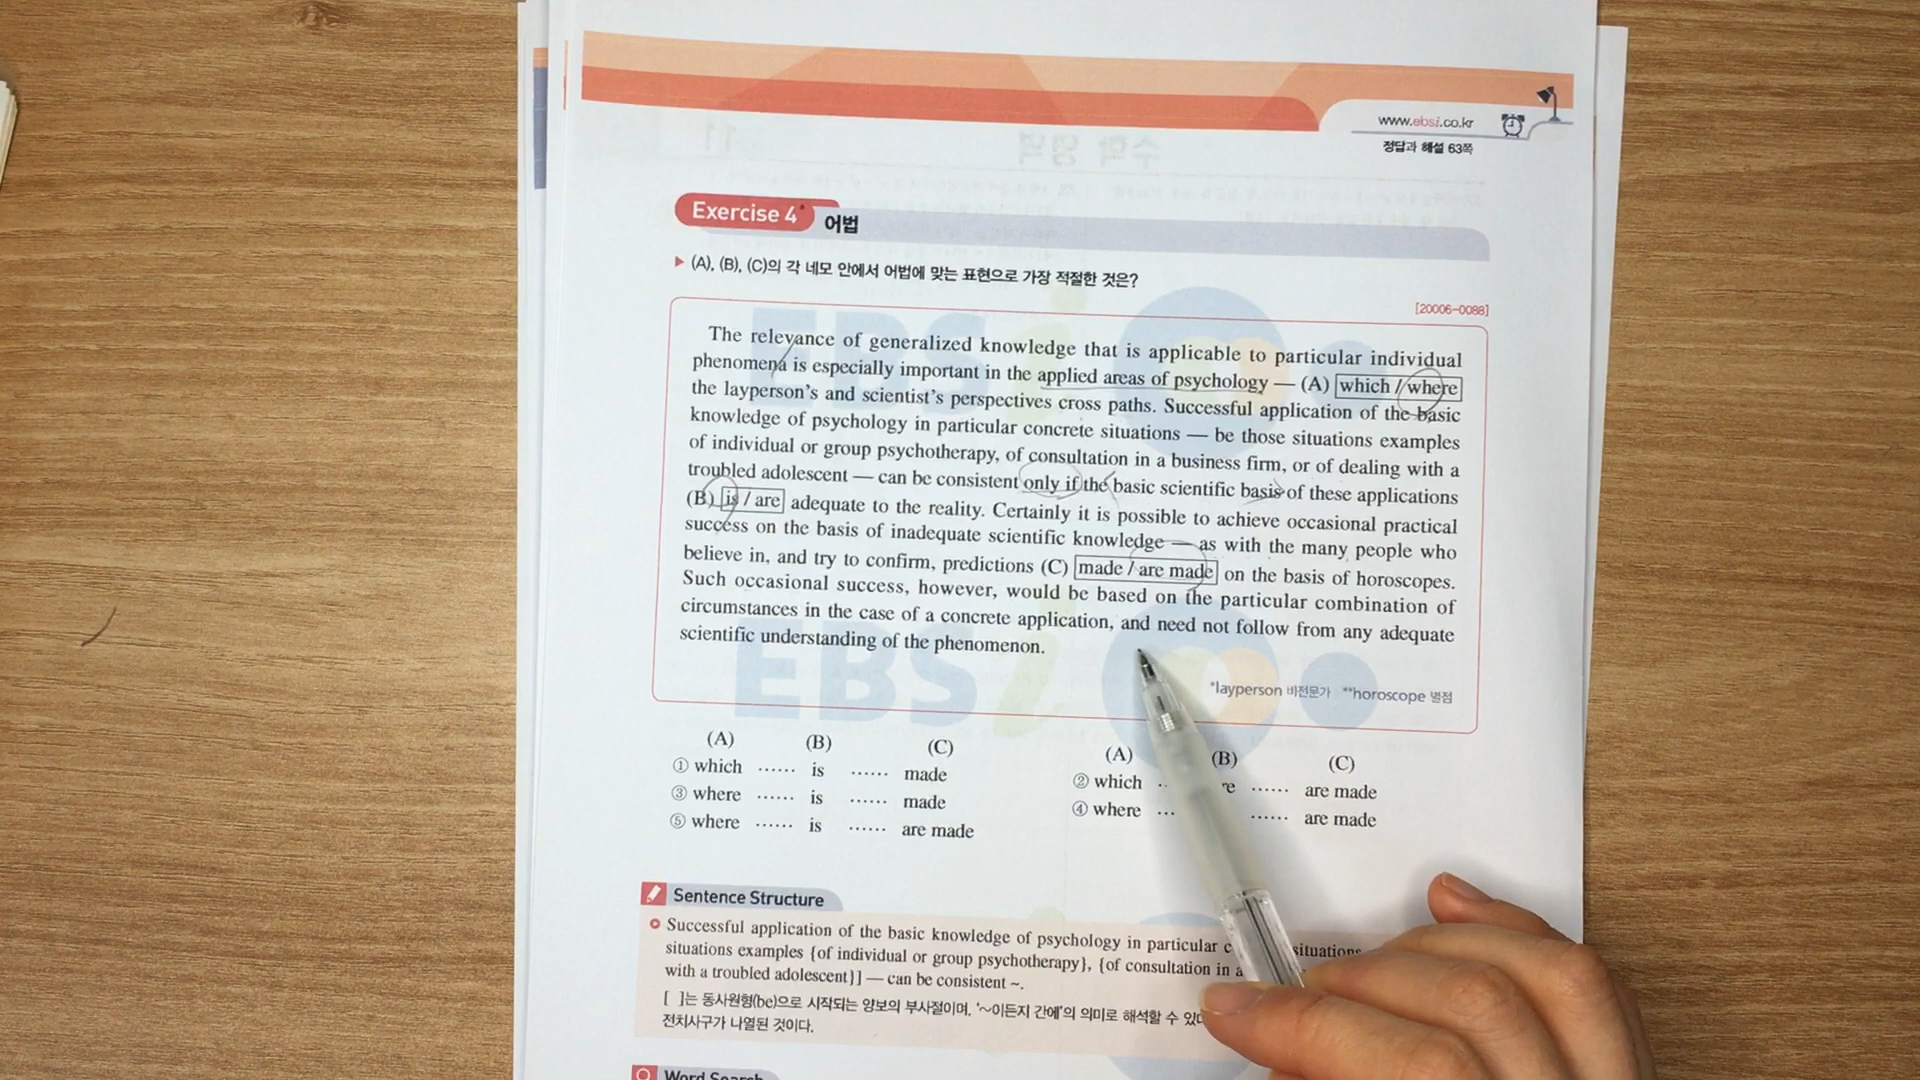 www.ebsi.co.kr
정답과 해설 63쪽
수학 영역
11
Exercise 4 어법
▶ (A), (B), (C)의 각 네모 안에서 어법에 맞는 표현으로 가장 적절한 것은?
[20006-0088]
The relevance of generalized knowledge that is applicable to particular individual
phenomena is especially important in the applied areas of psychology — (A) which / where
the layperson's and scientist's perspectives cross paths. Successful application of the basic
knowledge of psychology in particular concrete situations — be those situations examples
of individual or group psychotherapy, of consultation in a business firm, or of dealing with a
troubled adolescent — can be consistent only if the basic scientific basis of these applications
(B) is / are adequate to the reality. Certainly it is possible to achieve occasional practical
success on the basis of inadequate scientific knowledge — as with the many people who
believe in, and try to confirm, predictions (C) made / are made on the basis of horoscopes.
Such occasional success, however, would be based on the particular combination of
circumstances in the case of a concrete application, and need not follow from any adequate
scientific understanding of the phenomenon.
*layperson 비전문가 **horoscope 별점
EBSi
EBSi
(A) (B) (C)
① which ······ is ······ made
③ where ······ is ······ made
⑤ where ······ is ······ are made
(A) (B) (C)
② which ······ are made
④ where ······ are made
Sentence Structure
Successful application of the basic knowledge of psychology in particular situations
situations examples {of individual or group psychotherapy}, {of consultation in a
with a troubled adolescent}] — can be consistent ~.
[ ]는 동사원형(be)으로 시작되는 양보의 부사절이며, '~이든지 간에'의 의미로 해석할 수
전치사구가 나열된 것이다.
Word Search